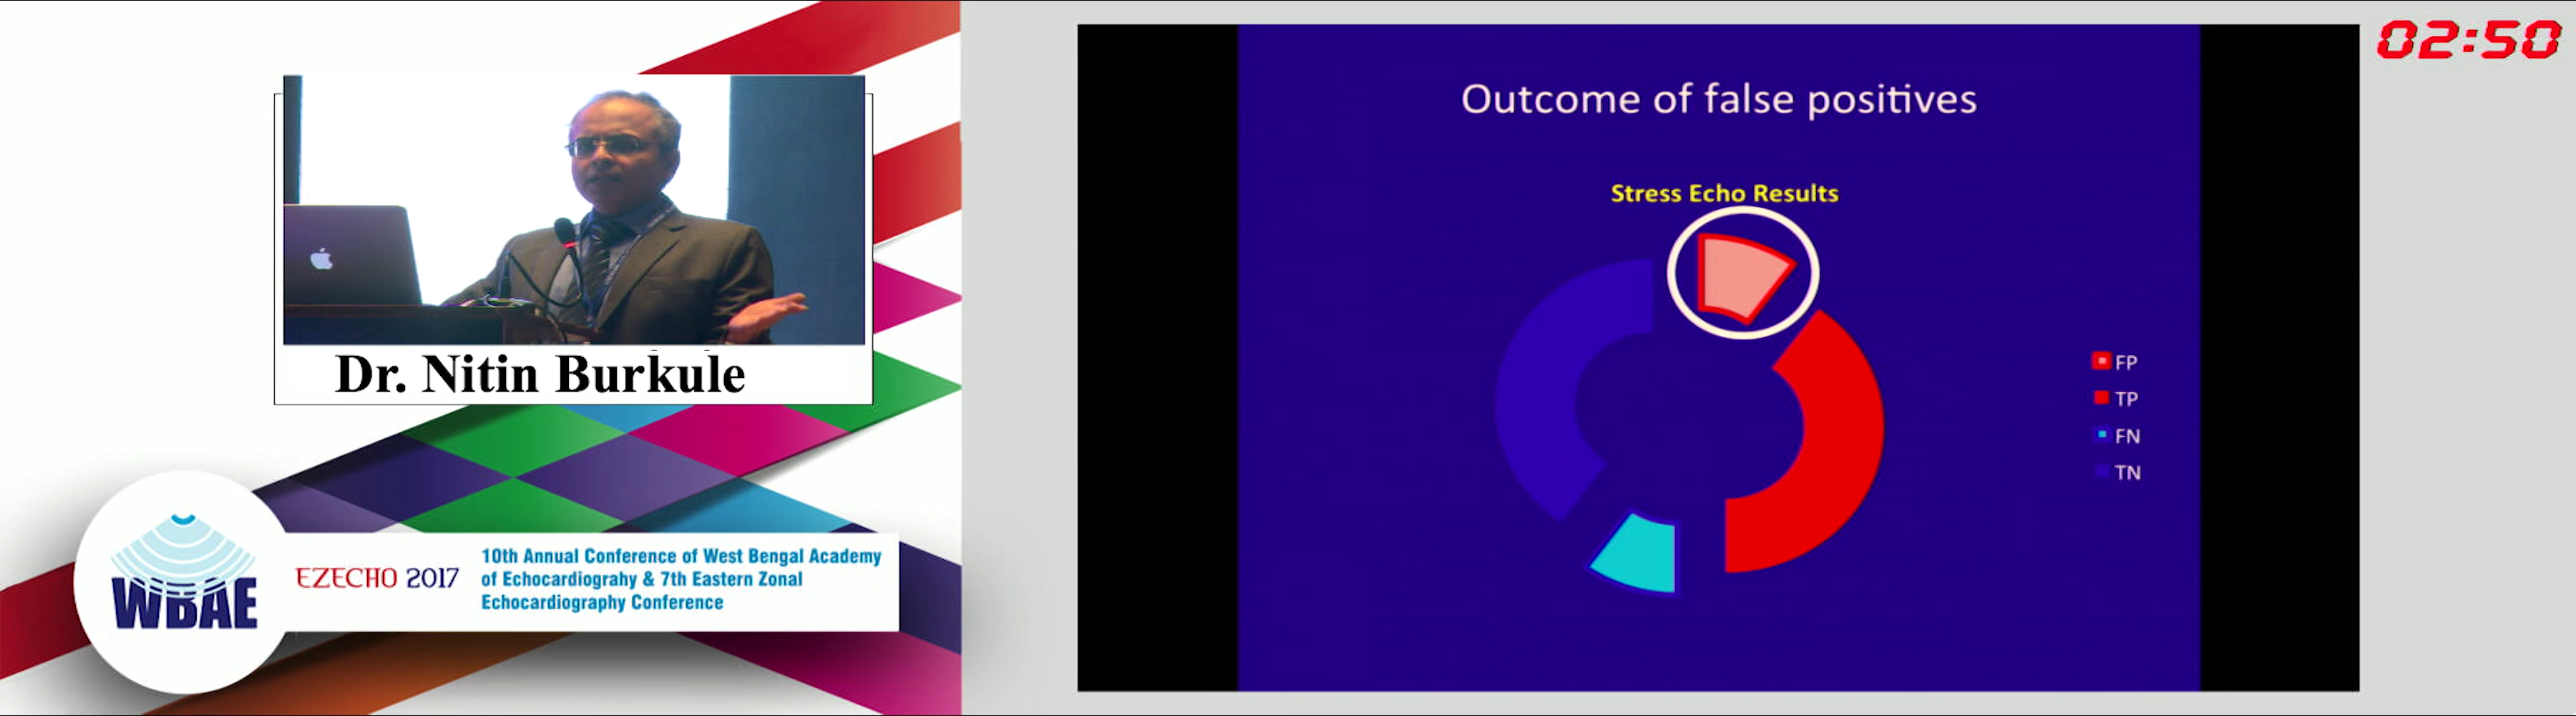 Dr. Nitin Burkule
WBAE
EZECHO 2017
10th Annual Conference of West Bengal Academy
of Echocardiograhy & 7th Eastern Zonal
Echocardiography Conference
02:50
Outcome of false positives
Stress Echo Results
FP
TP
FN
TN